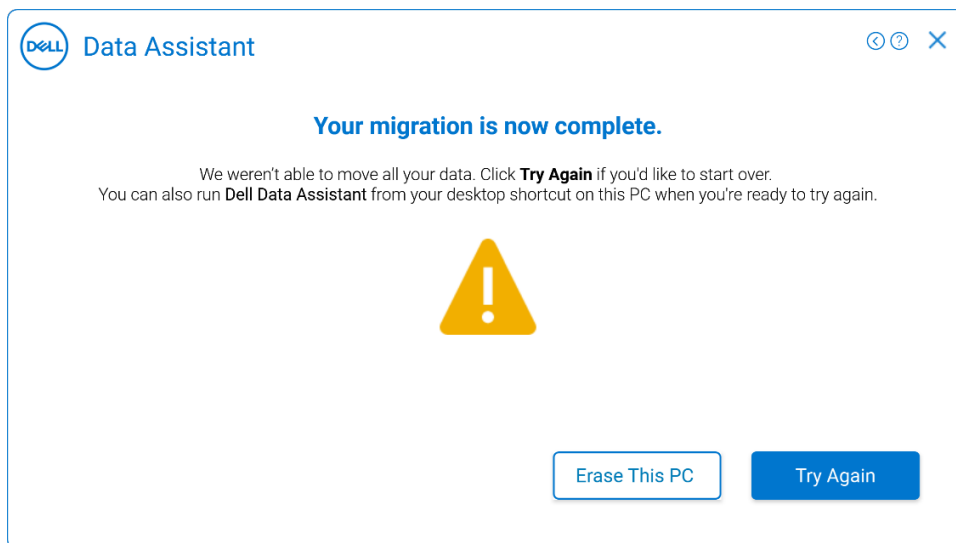 DELL Data Assistant
Your migration is now complete.
We weren't able to move all your data. Click Try Again if you'd like to start over.
You can also run Dell Data Assistant from your desktop shortcut on this PC when you're ready to try again.
Erase This PC
Try Again